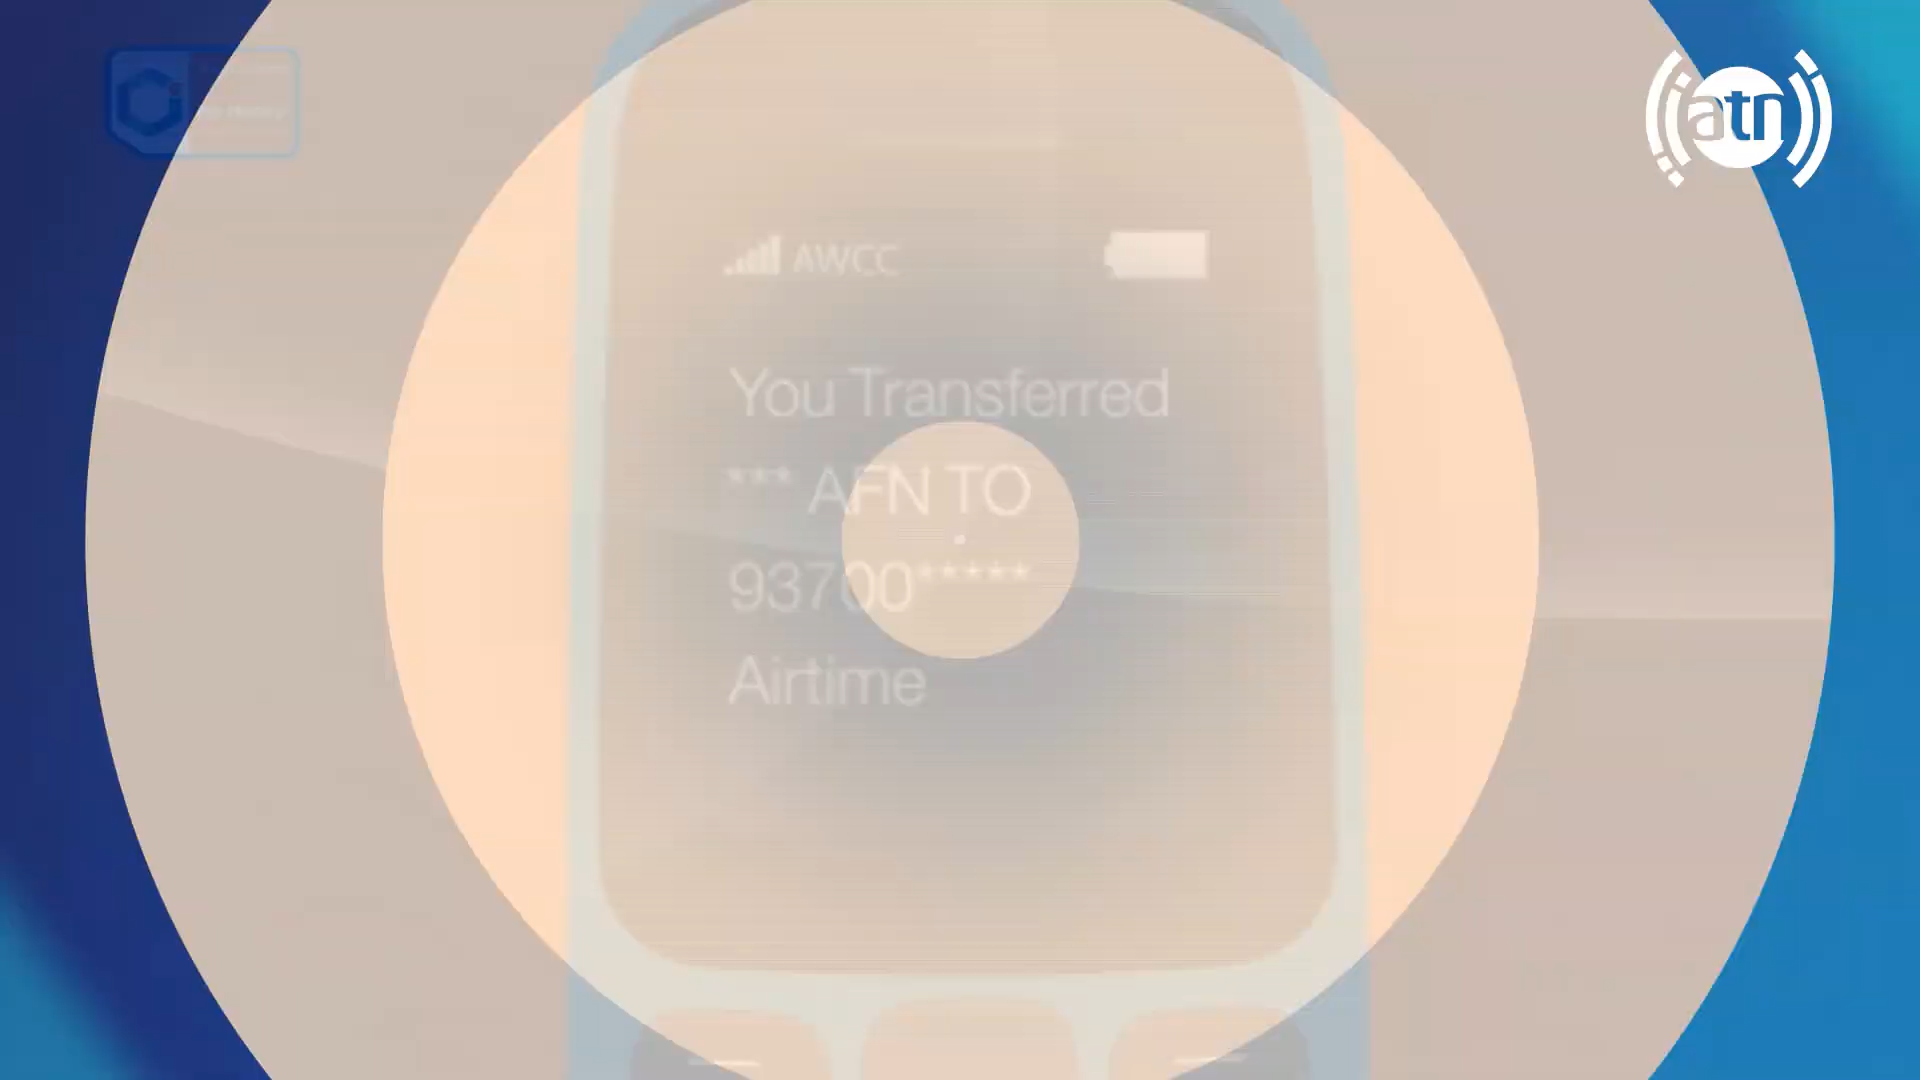 atn
AWCC
You Transferred
*** AFN TO
93700*****
Airtime